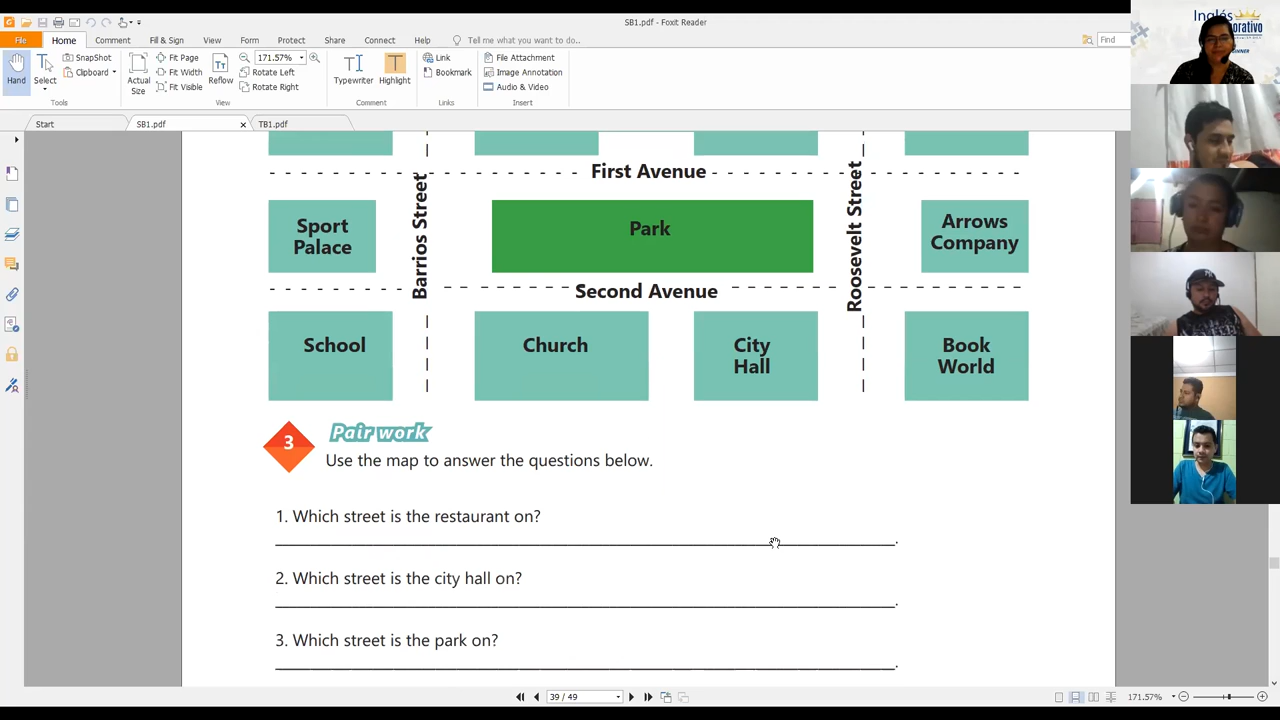 SB1.pdf - Foxit Reader
File Home Comment Fill & Sign View Form Protect Share Connect Help Tell me what you want to do.. Find
Hand
Select
SnapShot
Clipboard
Tools
Actual Size
Fit Page
Fit Width
Fit Visible
Reflow
171.57%
Rotate Left
Rotate Right
View
Typewriter
Highlight
Comment
Link
Bookmark
Links
File Attachment
Image Annotation
Audio & Video
Insert
Start SB1.pdf TB1.pdf
Inglés
First Avenue
Barrios Street
Roosevelt Street
Sport Palace
Park
Arrows Company
Second Avenue
School
Church
City Hall
Book World
3 Pair work
Use the map to answer the questions below.
1. Which street is the restaurant on?
2. Which street is the city hall on?
3. Which street is the park on?
39 / 49
171.57%